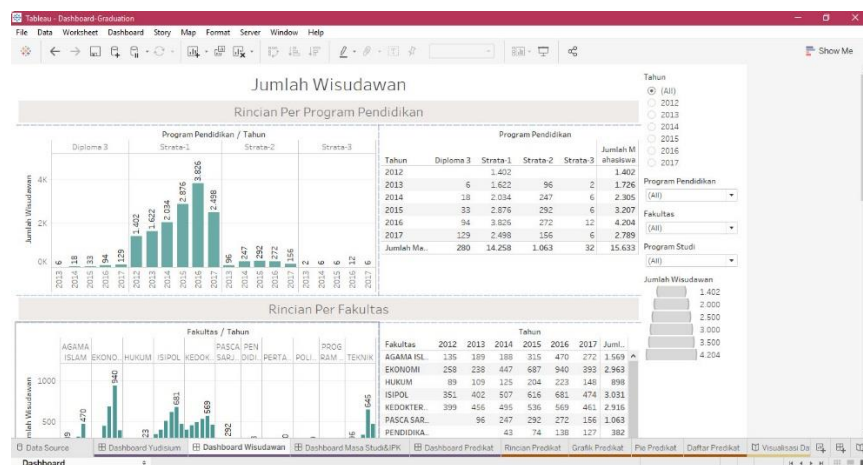 Tableau - Dashboard-Graduation
File Data Worksheet Dashboard Story Map Format Server Window Help
Show Me
Jumlah Wisudawan
Rincian Per Program Pendidikan
Program Pendidikan / Tahun
Diploma 3 Strata-1 Strata-2 Strata-3
Jumlah Wisudawan
4K
2K
0K
6 18 33 94 129 1.402 1.622 2.034 2.876 3.826 2.498 96 247 292 272 156 2 6 6 12 6
2013 2014 2015 2016 2017 2012 2013 2014 2015 2016 2017 2013 2014 2015 2016 2017 2013 2014 2015 2016 2017
Program Pendidikan
Tahun Diploma 3 Strata-1 Strata-2 Strata-3 Jumlah M ahasiswa
2012 1.402 1.402
2013 6 1.622 96 2 1.726
2014 18 2.034 247 6 2.305
2015 33 2.876 292 6 3.207
2016 94 3.826 272 12 4.204
2017 129 2.498 156 6 2.789
Jumlah Ma.. 280 14.258 1.063 32 15.633
Tahun
(All)
2012
2013
2014
2015
2016
2017
Program Pendidikan
(All)
Fakultas
(All)
Program Studi
(All)
Jumlah Wisudawan
1.402
2.000
2.500
3.000
3.500
4.204
Rincian Per Fakultas
Fakultas / Tahun
AGAMA ISLAM EKONO.. HUKUM ISIPOL KEDOK.. PASCA SARJ.. PEN DIDI.. PERTA.. POLI.. PROG RAM .. TEKNIK
1000
500
470 940 23 681 569 292 646
Tahun
Fakultas 2012 2013 2014 2015 2016 2017 Juml..
AGAMA ISL.. 135 189 188 315 470 272 1.569
EKONOMI 258 238 447 687 940 393 2.963
HUKUM 89 109 125 204 223 148 898
ISIPOL 351 402 507 616 681 474 3.031
KEDOKTER.. 399 456 495 536 569 461 2.916
PASCA SAR.. 96 247 292 272 156 1.063
PENDIDIKA.. 43 74 138 127 382
Data Source Dashboard Yudisium Dashboard Wisudawan Dashboard Masa Studi&IPK Dashboard Predikat Rincian Predikat Grafik Predikat Pie Predikat Daftar Predikat Visualisasi Da
Dashboard